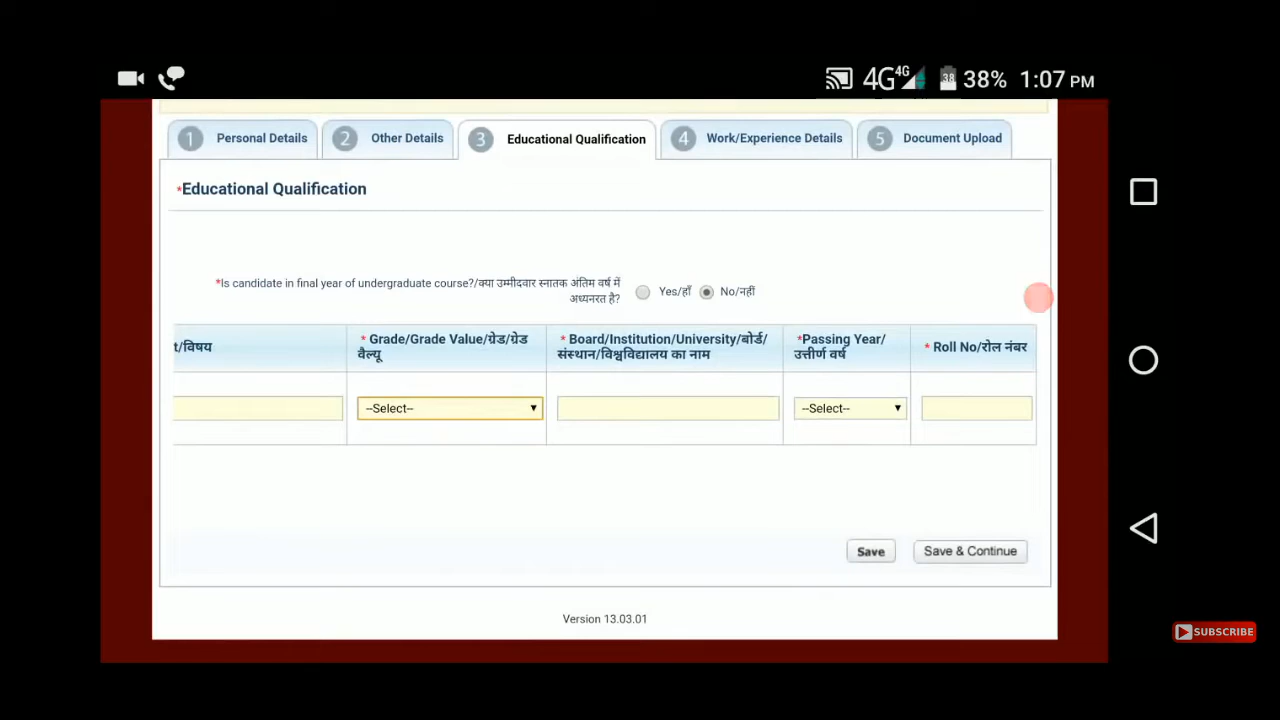 4G 4G 38 38% 1:07 PM
1 Personal Details 2 Other Details 3 Educational Qualification 4 Work/Experience Details 5 Document Upload
*Educational Qualification
*Is candidate in final year of undergraduate course?/क्या उम्मीदवार स्नातक अंतिम वर्ष में
अध्यनरत है?
Yes/हाँ No/नहीं
t/विषय
* Grade/Grade Value/ग्रेड/ग्रेड
वैल्यू
* Board/Institution/University/बोर्ड/
संस्थान/विश्वविद्यालय का नाम
*Passing Year/
उत्तीर्ण वर्ष
* Roll No/रोल नंबर
--Select-- --Select--
Save Save & Continue
Version 13.03.01
SUBSCRIBE